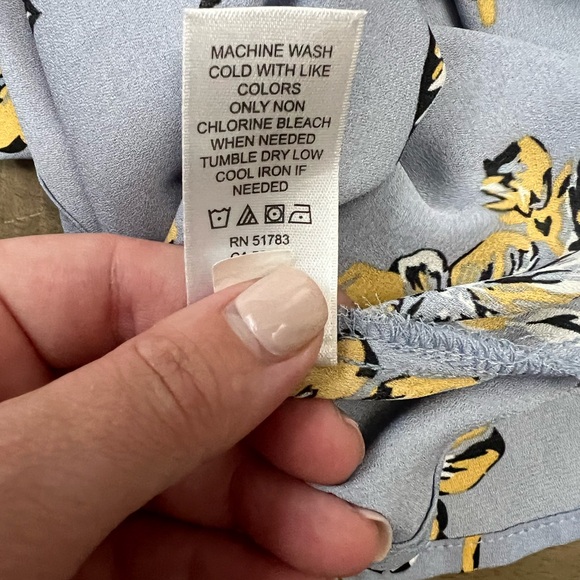 MACHINE WASH
COLD WITH LIKE
COLORS
ONLY NON
CHLORINE BLEACH
WHEN NEEDED
TUMBLE DRY LOW
COOL IRON IF
NEEDED
RN 51783